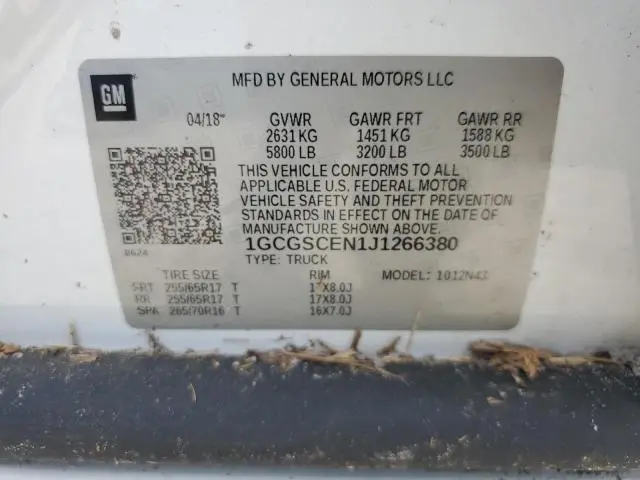 GM
MFD BY GENERAL MOTORS LLC
04/18 GVWR GAWR FRT GAWR RR
2631 KG 1451 KG 1588 KG
5800 LB 3200 LB 3500 LB
THIS VEHICLE CONFORMS TO ALL
APPLICABLE U.S. FEDERAL MOTOR
VEHICLE SAFETY AND THEFT PREVENTION
STANDARDS IN EFFECT ON THE DATE OF
MANUFACTURE SHOWN ABOVE.
1GCGSCEN1J1266380
0624 TYPE: TRUCK
TIRE SIZE RIM MODEL: 1012N43
FRT 255/65R17 T 17X8.0J
RR 255/65R17 T 17X8.0J
SPA 265/70R16 T 16X7.0J